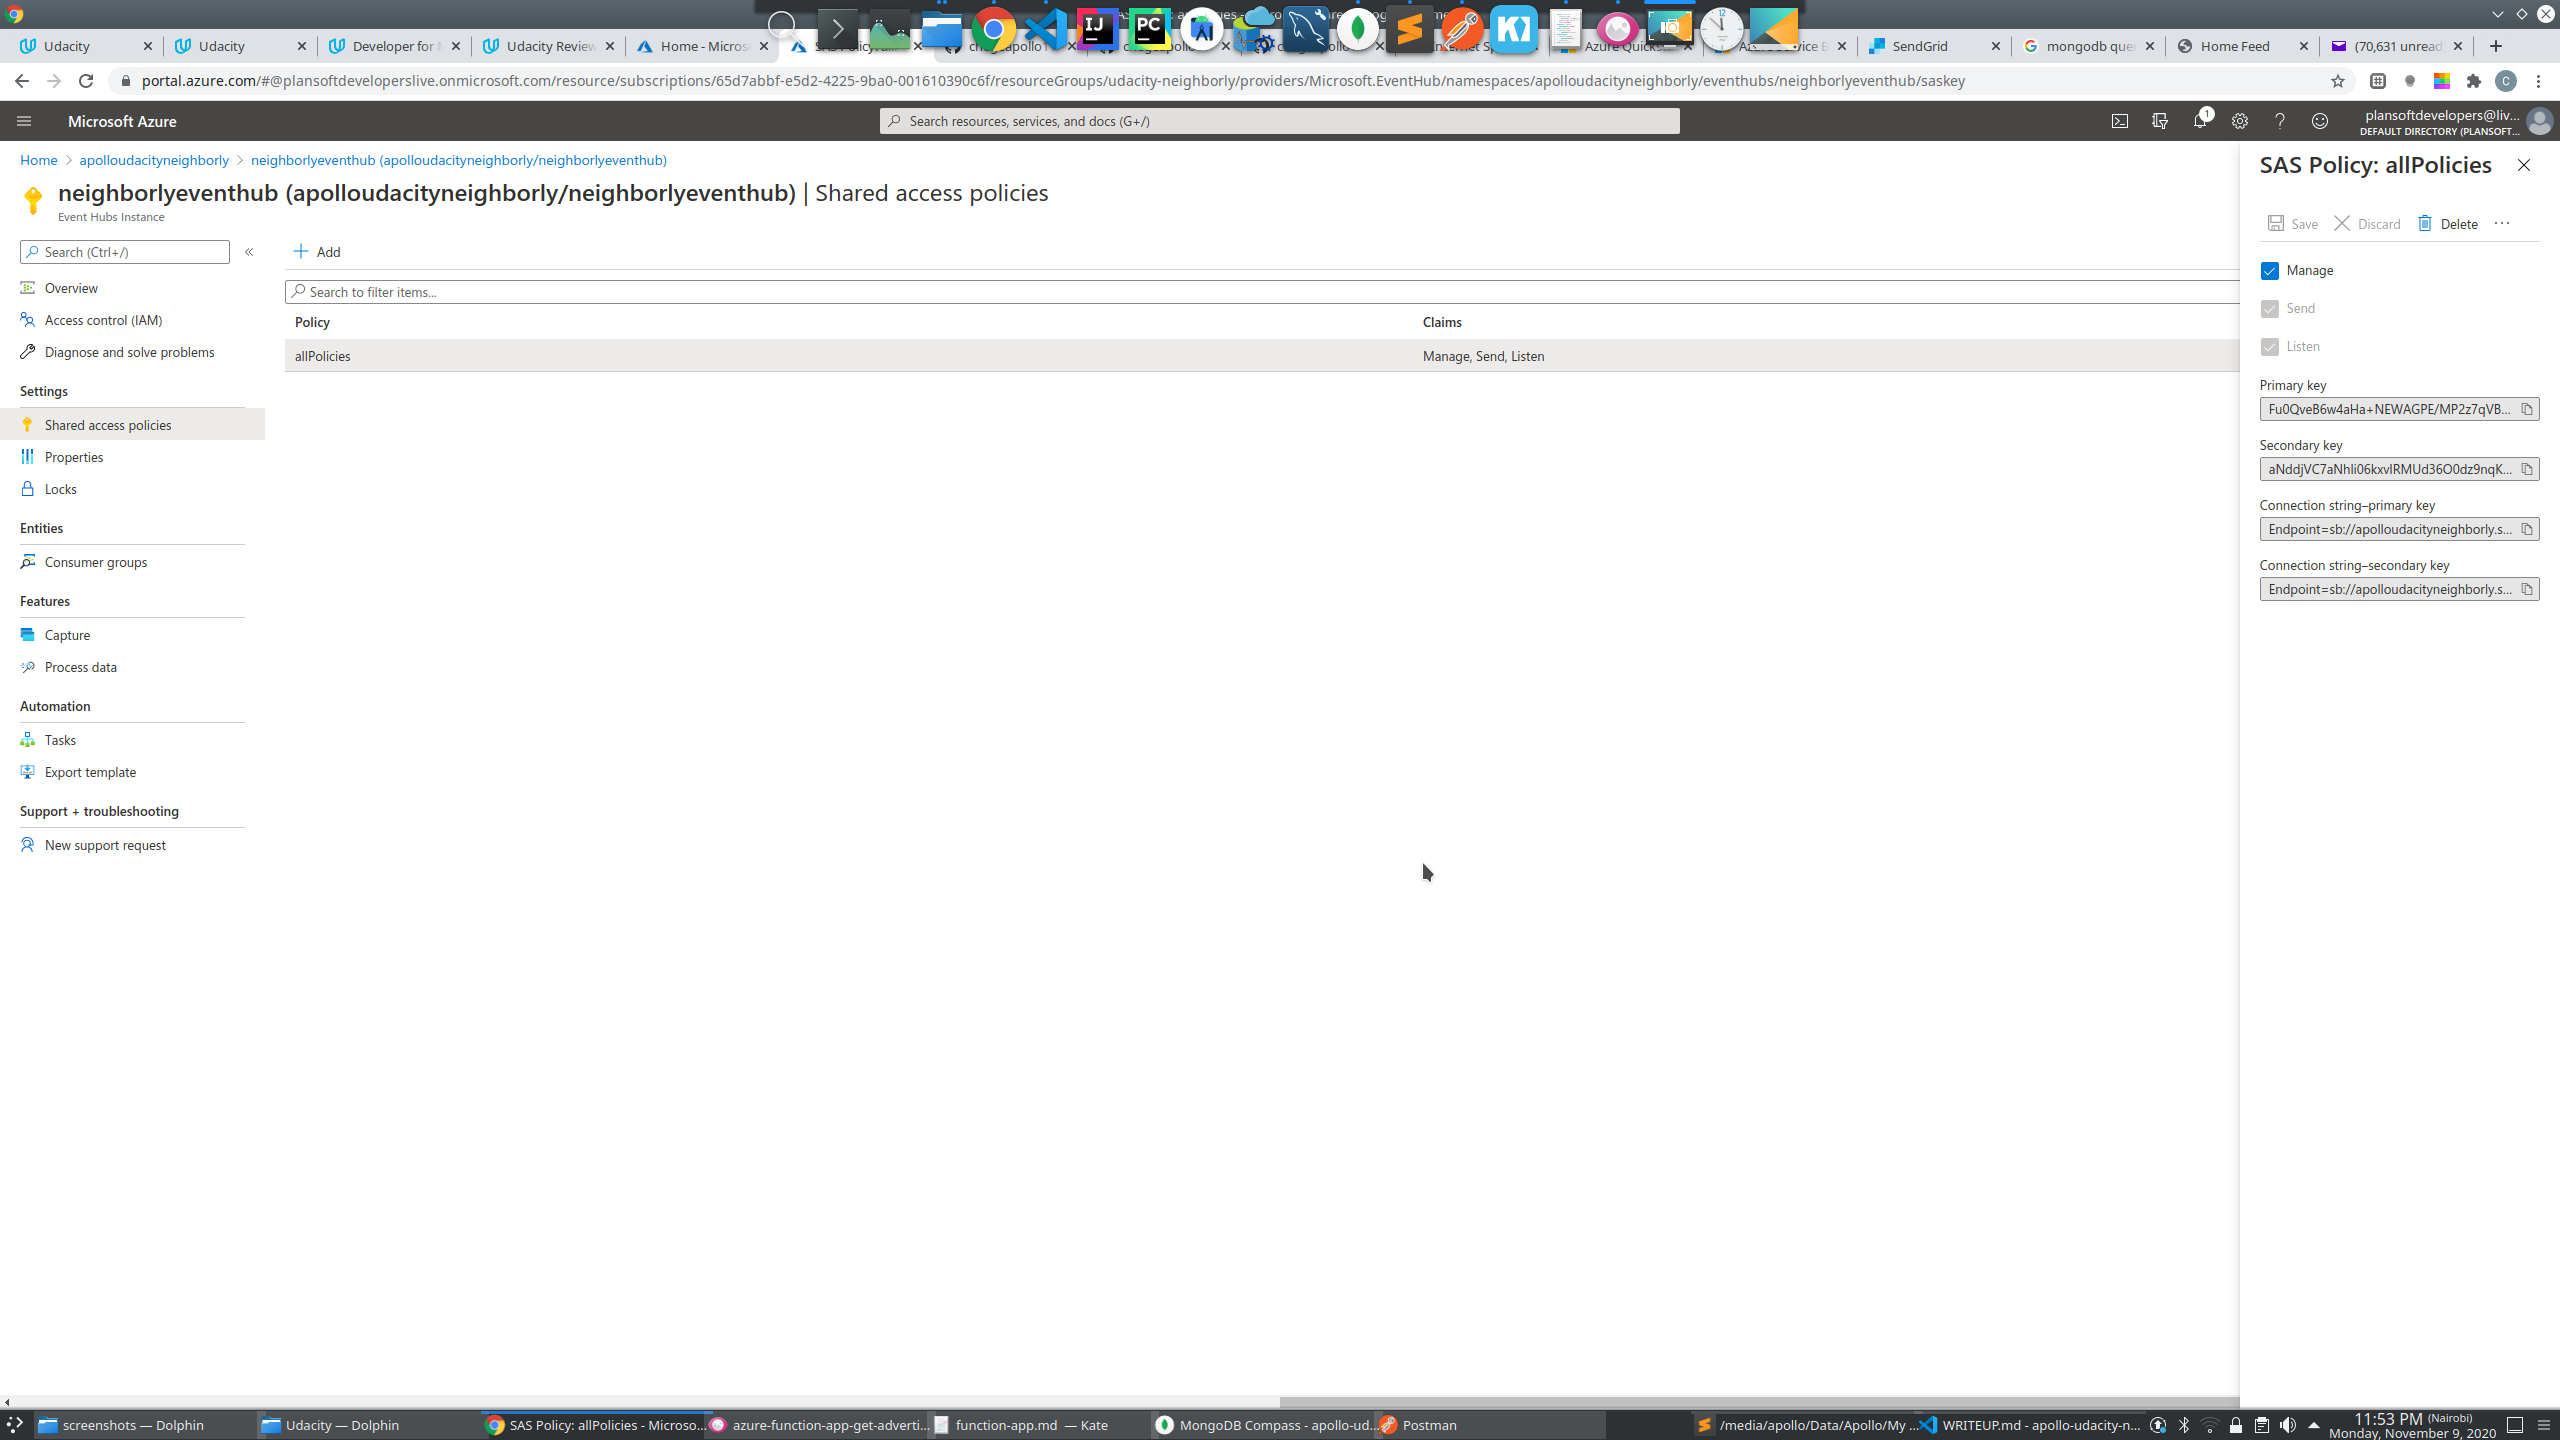 Udacity
Udacity
Developer for M
Udacity Review
Home - Micros
SendGrid
mongodb que
Home Feed
(70,631 unread
portal.azure.com/#@plansoftdeveloperslive.onmicrosoft.com/resource/subscriptions/65d7abbf-e5d2-4225-9ba0-001610390c6f/resourceGroups/udacity-neighborly/providers/Microsoft.EventHub/namespaces/apolloudacityneighborly/eventhubs/neighborlyeventhub/saskey
Microsoft Azure
Search resources, services, and docs (G+/)
1
plansoftdevelopers@liv...
DEFAULT DIRECTORY (PLANSOFT...
Home > apolloudacityneighborly > neighborlyeventhub (apolloudacityneighborly/neighborlyeventhub)
neighborlyeventhub (apolloudacityneighborly/neighborlyeventhub) | Shared access policies
Event Hubs Instance
Search (Ctrl+/)
Overview
Access control (IAM)
Diagnose and solve problems
Settings
Shared access policies
Properties
Locks
Entities
Consumer groups
Features
Capture
Process data
Automation
Tasks
Export template
Support + troubleshooting
New support request
Add
Search to filter items...
Policy Claims
allPolicies Manage, Send, Listen
SAS Policy: allPolicies
Save Discard Delete ...
Manage
Send
Listen
Primary key
Fu0QveB6w4aHa+NEWAGPE/MP2z7qVB...
Secondary key
aNddjVC7aNhli06kxvlRMUd36O0dz9nqK...
Connection string–primary key
Endpoint=sb://apolloudacityneighborly.s...
Connection string–secondary key
Endpoint=sb://apolloudacityneighborly.s...
screenshots — Dolphin
Udacity — Dolphin
SAS Policy: allPolicies - Microso...
azure-function-app-get-adverti...
function-app.md — Kate
MongoDB Compass - apollo-ud...
Postman
/media/apollo/Data/Apollo/My ...
WRITEUP.md - apollo-udacity-n...
11:53 PM (Nairobi)
Monday, November 9, 2020